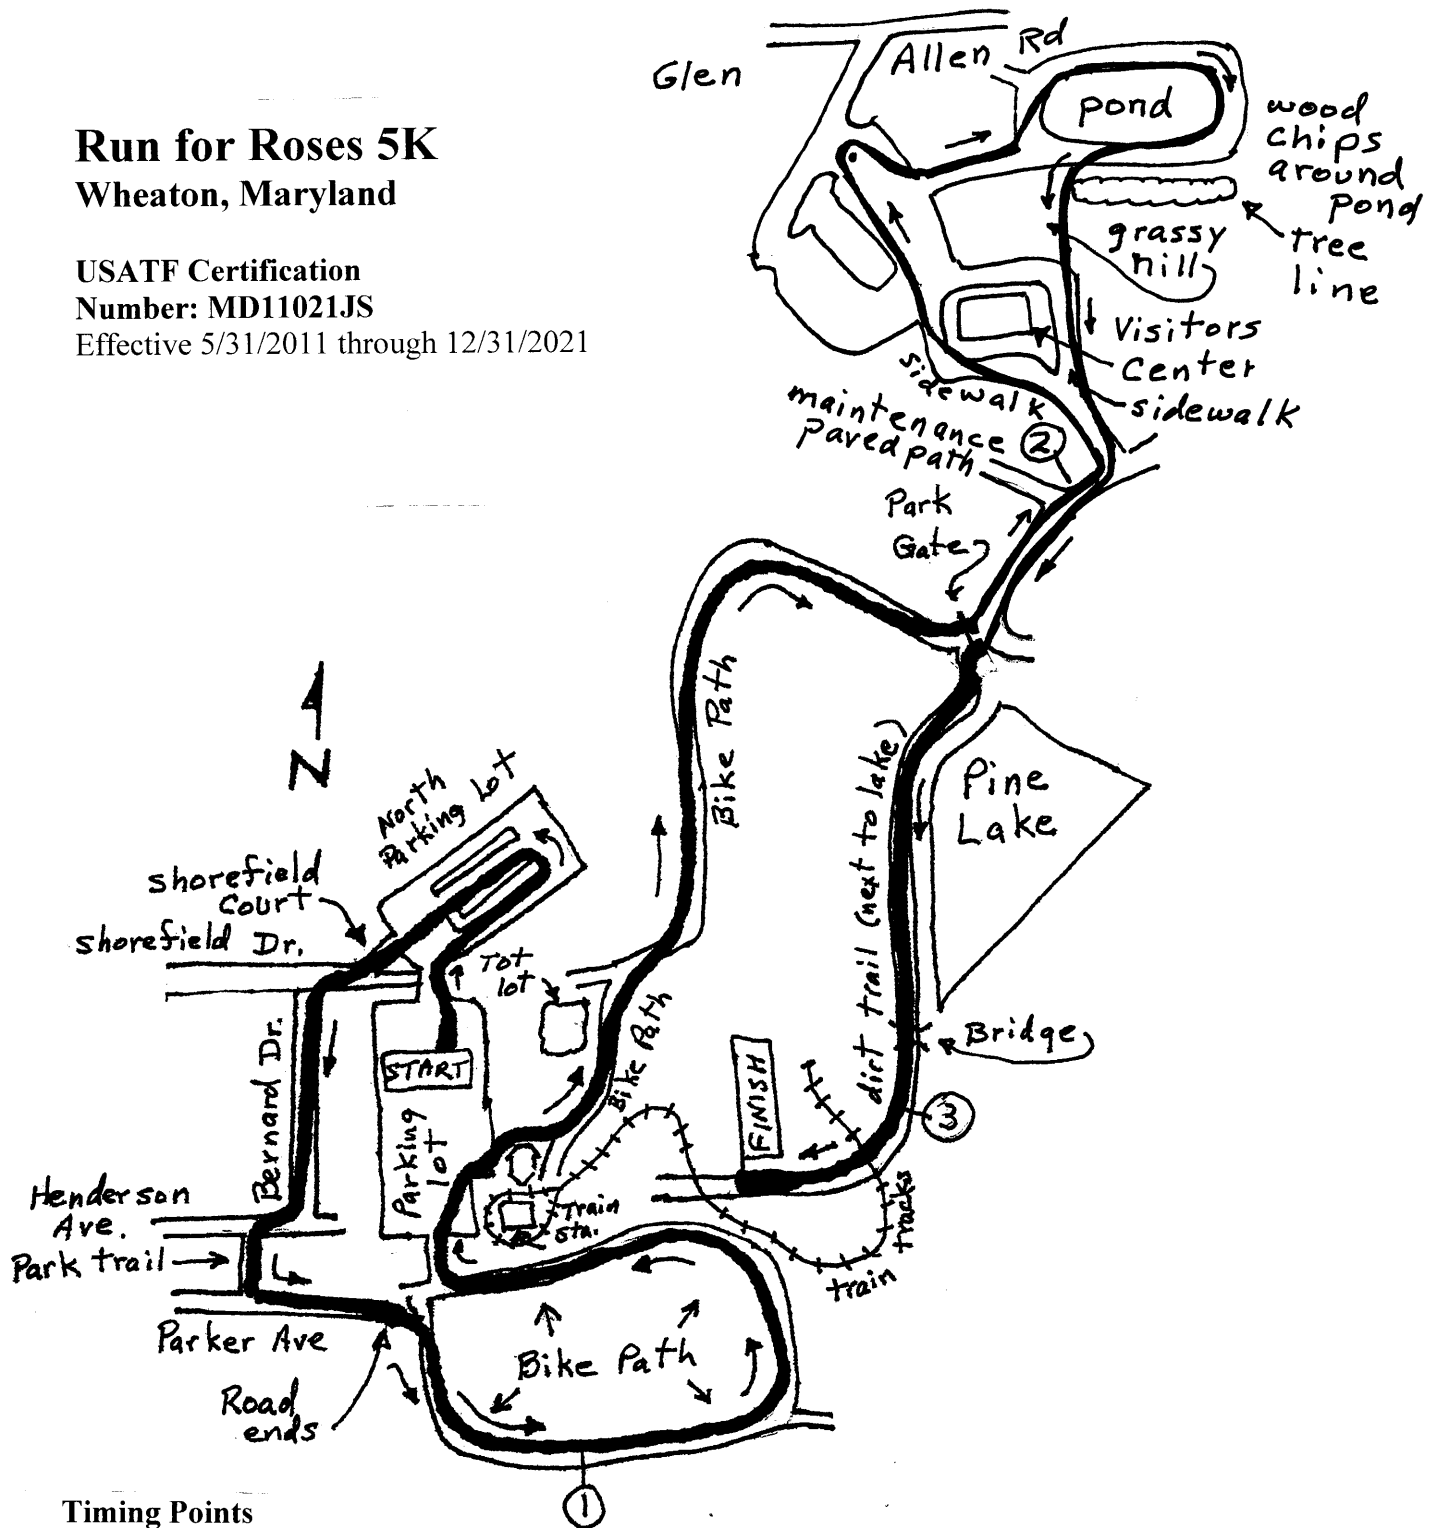 Run for Roses 5K
Wheaton, Maryland
USATF Certification
Number: MD11021JS
Effective 5/31/2011 through 12/31/2021
Glen Allen Rd
pond
wood
chips
around
pond
tree
line
grassy
hill
Visitors
Center
sidewalk
sidewalk
maintenance
paved path
2
Park
Gate
Bike Path
Pine
Lake
dirt trail (next to lake)
N
North
Parking Lot
Shorefield
Court
Shorefield Dr.
Tot
lot
Bike Path
START
Parking
lot
Bernard Dr.
Bridge
3
FINISH
Henderson
Ave.
Park trail
Train
Sta.
train tracks
Parker Ave
Road
ends
Bike Path
1
Timing Points